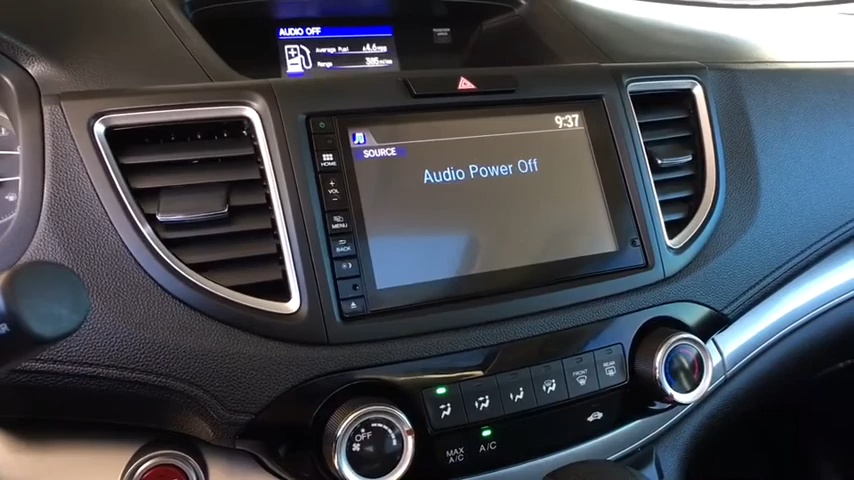 AUDIO OFF
Average Fuel
Range
9:37
SOURCE
Audio Power Off
HOME
+
VOL
-
MENU
BACK
FRONT
REAR
OFF
MAX
A/C
A/C